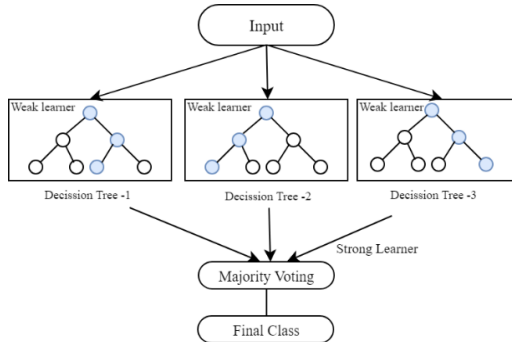 Input
Weak learner
Weak learner
Weak learner
Decission Tree -1
Decission Tree -2
Decission Tree -3
Strong Learner
Majority Voting
Final Class